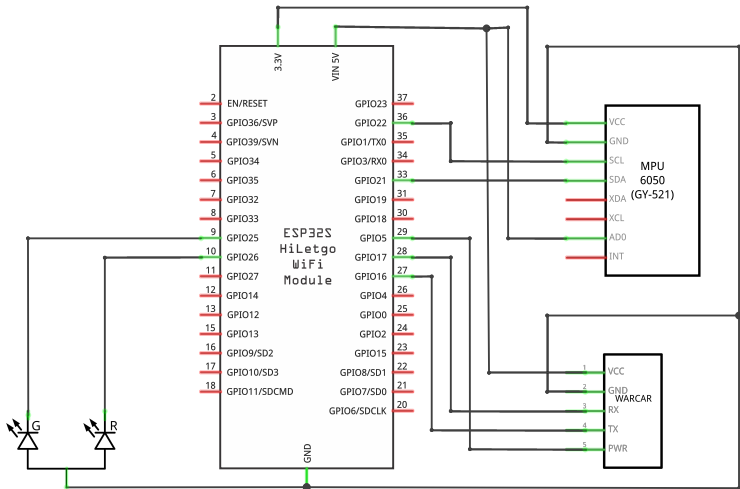 3.3V
VIN 5V
2 EN/RESET
3 GPIO36/SVP
4 GPIO39/SVN
5 GPIO34
6 GPIO35
7 GPIO32
8 GPIO33
9 GPIO25
10 GPIO26
11 GPIO27
12 GPIO14
13 GPIO12
15 GPIO13
16 GPIO9/SD2
17 GPIO10/SD3
18 GPIO11/SDCMD
ESP32S
HiLetgo
WiFi
Module
GPIO23 37
GPIO22 36
GPIO1/TX0 35
GPIO3/RX0 34
GPIO21 33
GPIO19 31
GPIO18 30
GPIO5 29
GPIO17 28
GPIO16 27
GPIO4 26
GPIO0 25
GPIO2 24
GPIO15 23
GPIO8/SD1 22
GPIO7/SD0 21
GPIO6/SDCLK 20
GND
VCC
GND
SCL
SDA
XDA
XCL
AD0
INT
MPU
6050
(GY-521)
1 VCC
2 GND
3 RX
4 TX
5 PWR
WARCAR
G
R